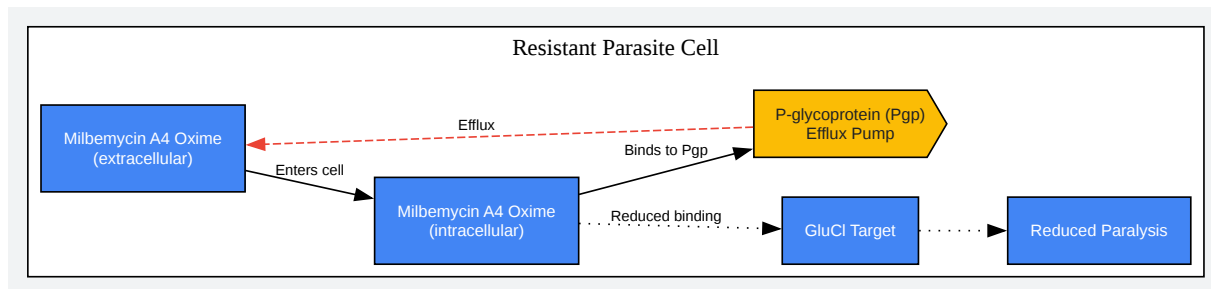 Resistant Parasite Cell
Milbemycin A4 Oxime
(extracellular)
Efflux
P-glycoprotein (Pgp)
Efflux Pump
Enters cell
Binds to Pgp
Milbemycin A4 Oxime
(intracellular)
Reduced binding
GluCl Target
Reduced Paralysis